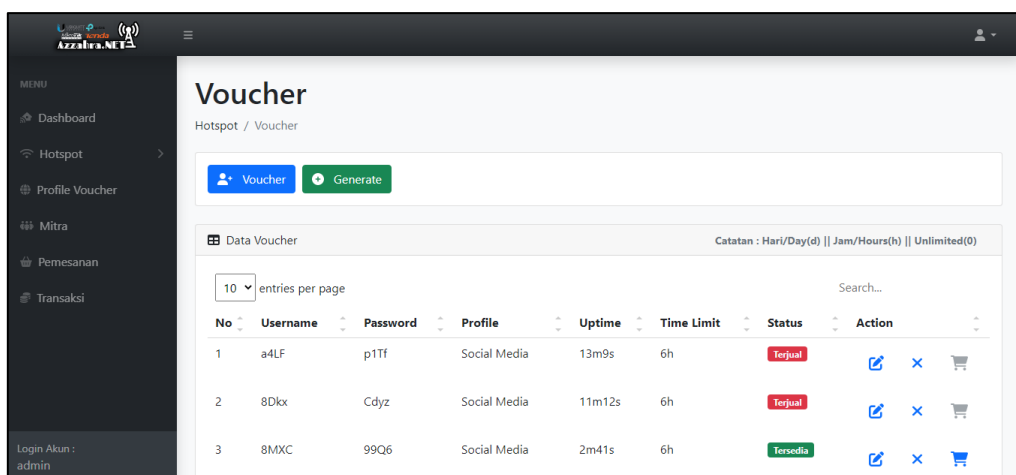 Azzahra.NET
MENU
Dashboard
Hotspot
Profile Voucher
Mitra
Pemesanan
Transaksi
Login Akun :
admin
Voucher
Hotspot / Voucher
Voucher Generate
Data Voucher Catatan : Hari/Day(d) || Jam/Hours(h) || Unlimited(0)
10 entries per page Search...
No Username Password Profile Uptime Time Limit Status Action
1 a4LF p1Tf Social Media 13m9s 6h Terjual
2 8Dkx Cdyz Social Media 11m12s 6h Terjual
3 8MXC 99Q6 Social Media 2m41s 6h Tersedia